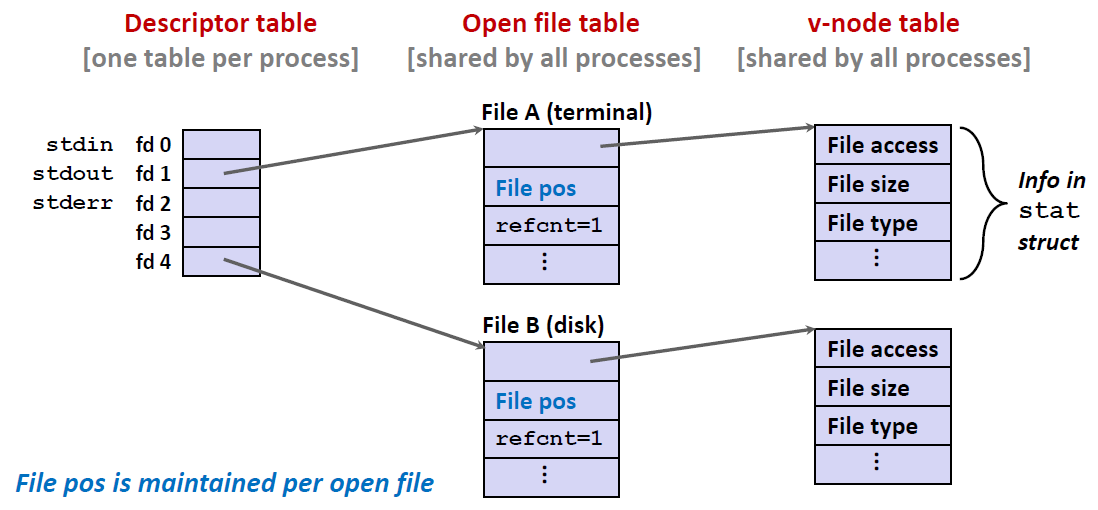 Descriptor table
[one table per process]
Open file table
[shared by all processes]
v-node table
[shared by all processes]
stdin fd 0
stdout fd 1
stderr fd 2
fd 3
fd 4
File A (terminal)
File pos
refcnt=1
⋮
File access
File size
File type
⋮
Info in
stat
struct
File B (disk)
File pos
refcnt=1
⋮
File access
File size
File type
⋮
File pos is maintained per open file